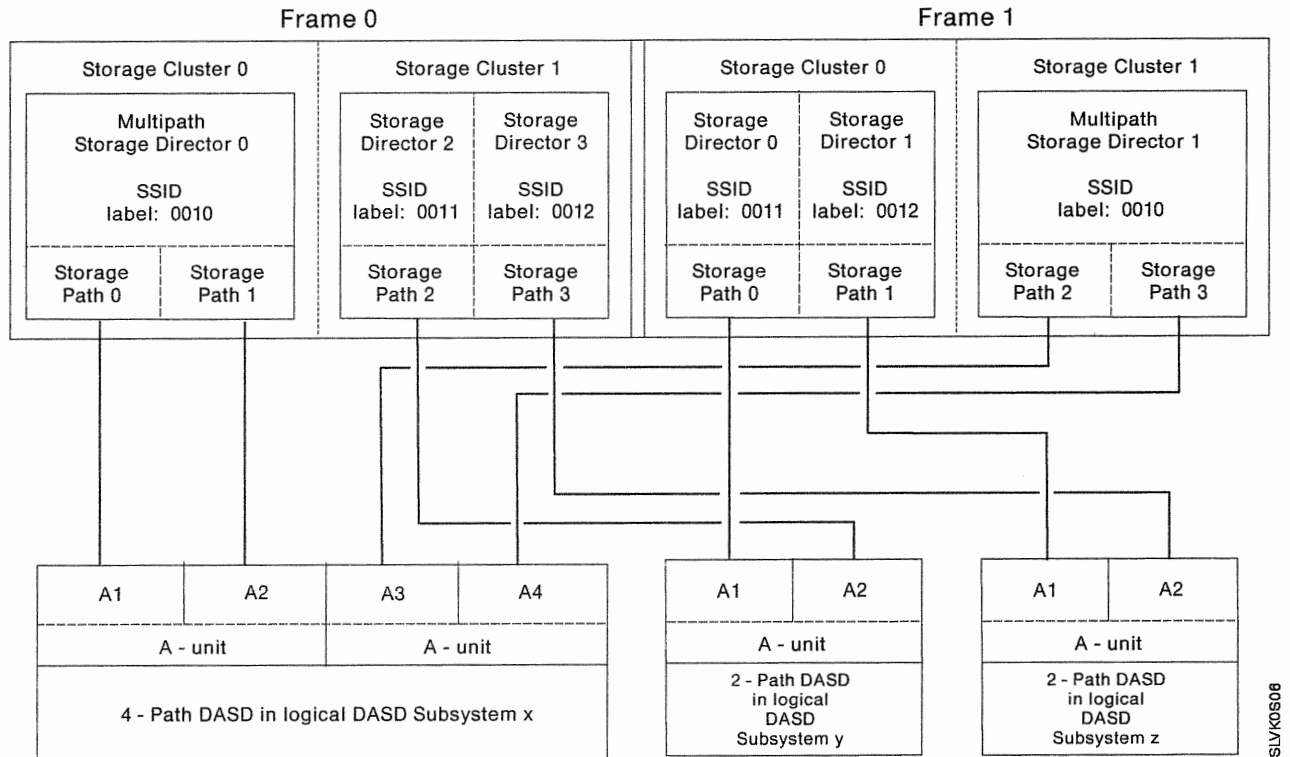 Frame 0
Frame 1
Storage Cluster 0
Storage Cluster 1
Storage Cluster 0
Storage Cluster 1
Multipath
Storage Director 0
SSID
label: 0010
Storage
Path 0
Storage
Path 1
Storage
Director 2
SSID
label: 0011
Storage
Path 2
Storage
Director 3
SSID
label: 0012
Storage
Path 3
Storage
Director 0
SSID
label: 0011
Storage
Path 0
Storage
Director 1
SSID
label: 0012
Storage
Path 1
Multipath
Storage Director 1
SSID
label: 0010
Storage
Path 2
Storage
Path 3
A1
A2
A3
A4
A - unit
A - unit
4 - Path DASD in logical DASD Subsystem x
A1
A2
A - unit
2 - Path DASD
in logical
DASD
Subsystem y
A1
A2
A - unit
2 - Path DASD
in logical
DASD
Subsystem z
SLVK0S06